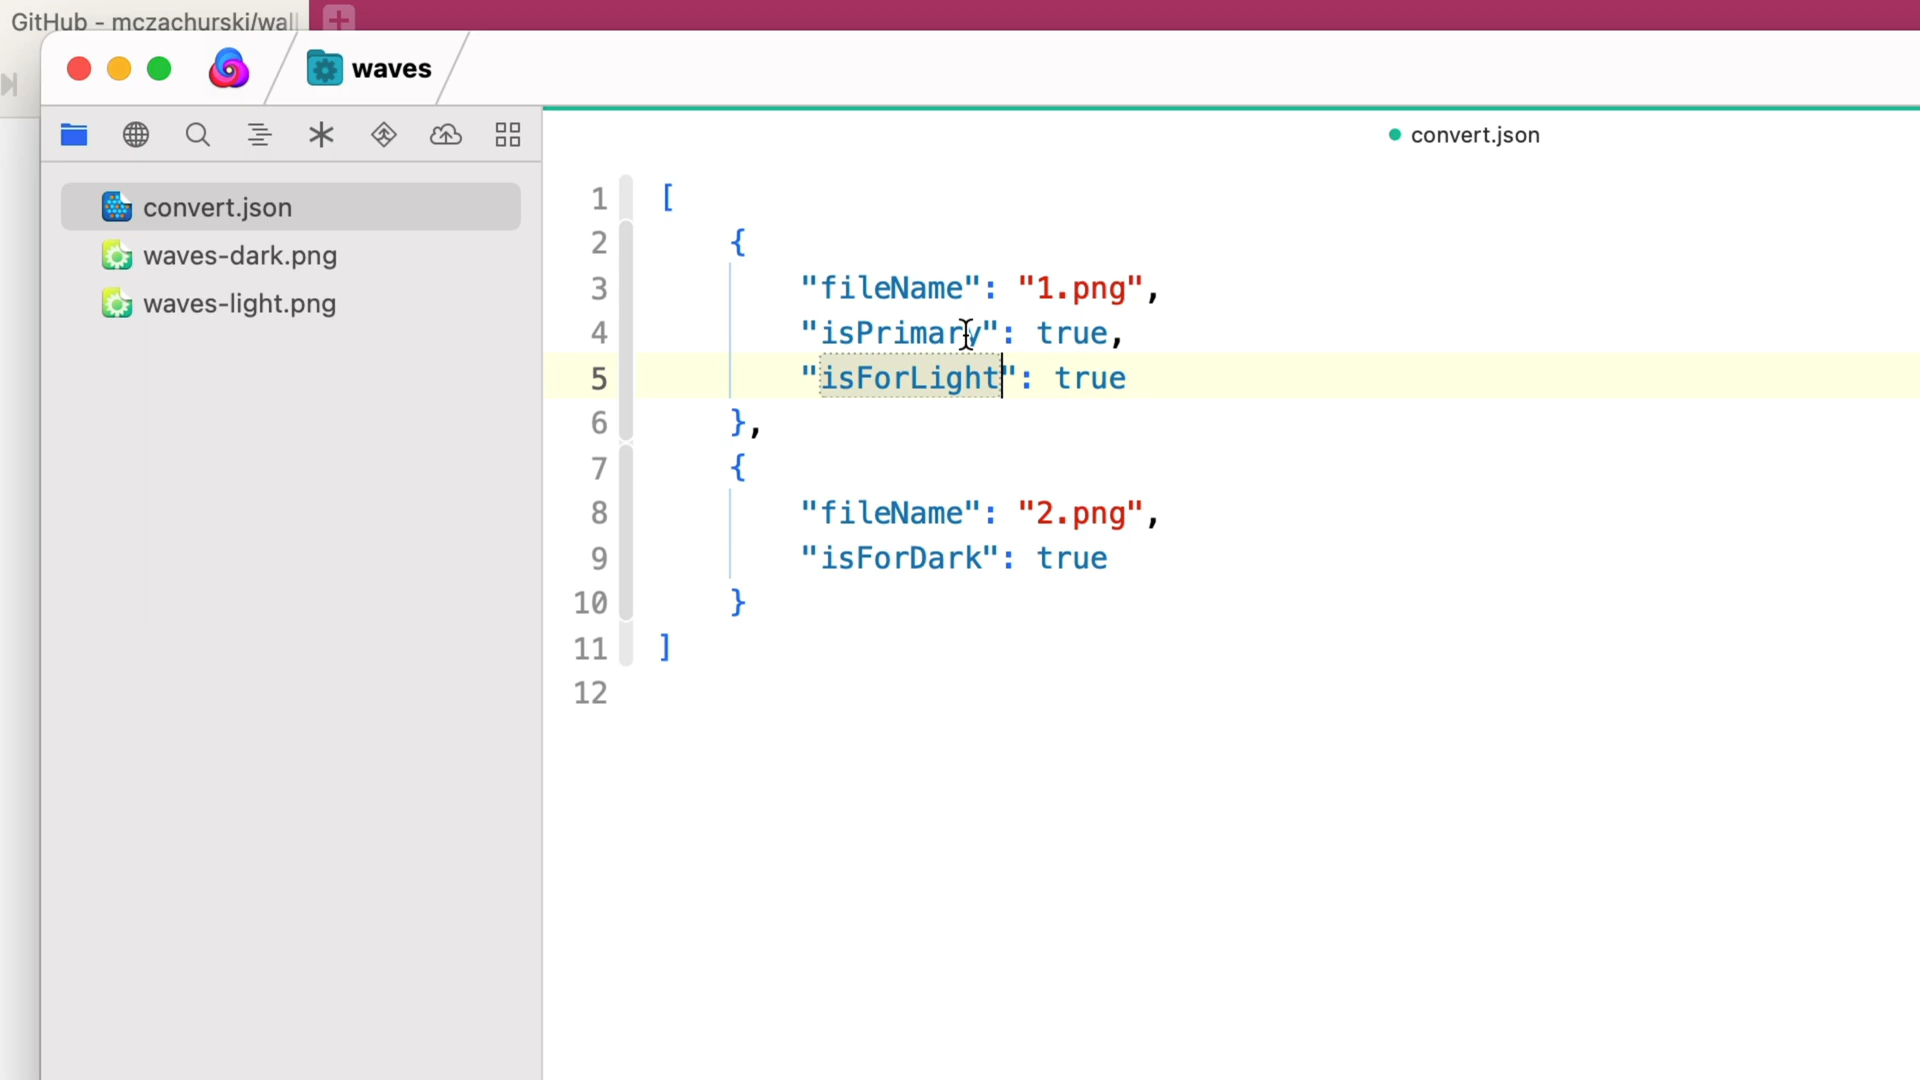 GitHub - mczachurski/wall
waves
convert.json
convert.json
waves-dark.png
waves-light.png
1 [
2 {
3 "fileName": "1.png",
4 "isPrimary": true,
5 "isForLight": true
6 },
7 {
8 "fileName": "2.png",
9 "isForDark": true
10 }
11 ]
12